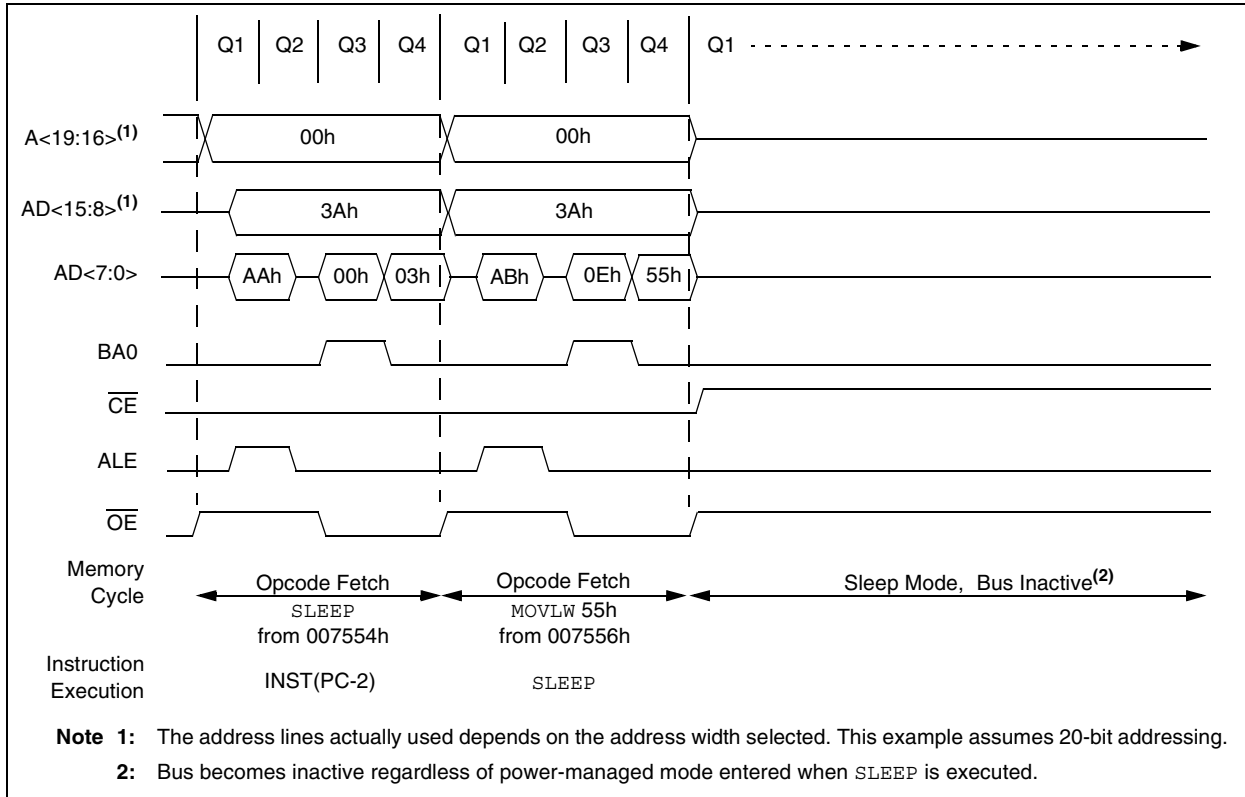 Q1 Q2 Q3 Q4 Q1 Q2 Q3 Q4 Q1
A<19:16>(1) 00h 00h
AD<15:8>(1) 3Ah 3Ah
AD<7:0> AAh 00h 03h ABh 0Eh 55h
BA0
CE
ALE
OE
Memory
Cycle
Opcode Fetch
SLEEP
from 007554h
Opcode Fetch
MOVLW 55h
from 007556h
Sleep Mode, Bus Inactive(2)
Instruction
Execution
INST(PC-2) SLEEP
Note 1: The address lines actually used depends on the address width selected. This example assumes 20-bit addressing.
2: Bus becomes inactive regardless of power-managed mode entered when SLEEP is executed.